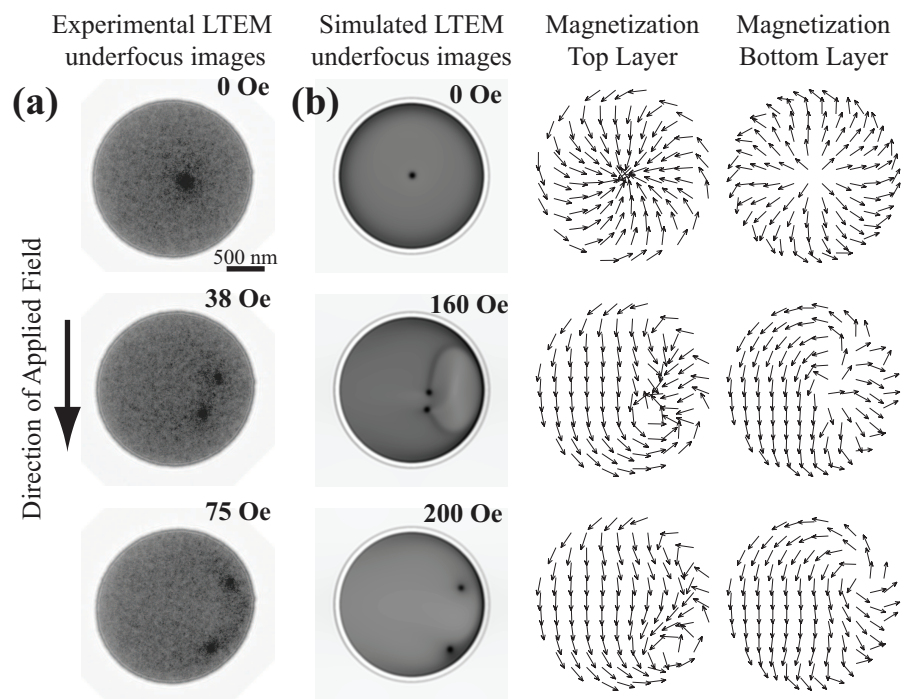 Experimental LTEM
underfocus images
Simulated LTEM
underfocus images
Magnetization
Top Layer
Magnetization
Bottom Layer
(a)
0 Oe
(b)
0 Oe
500 nm
Direction of Applied Field
38 Oe
160 Oe
75 Oe
200 Oe